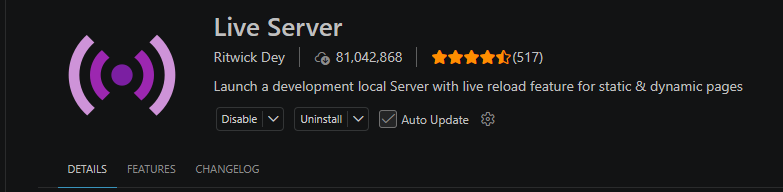 Live Server
Ritwick Dey 81,042,868 (517)
Launch a development local Server with live reload feature for static & dynamic pages
Disable Uninstall Auto Update
DETAILS FEATURES CHANGELOG